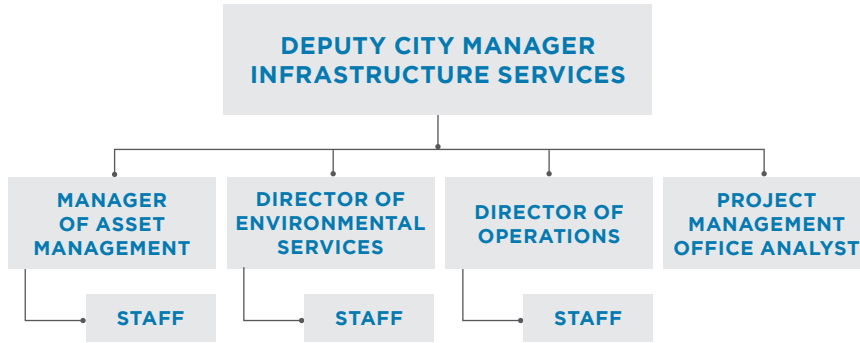 DEPUTY CITY MANAGER
INFRASTRUCTURE SERVICES
MANAGER
OF ASSET
MANAGEMENT
DIRECTOR OF
ENVIRONMENTAL
SERVICES
DIRECTOR OF
OPERATIONS
PROJECT
MANAGEMENT
OFFICE ANALYST
STAFF
STAFF
STAFF